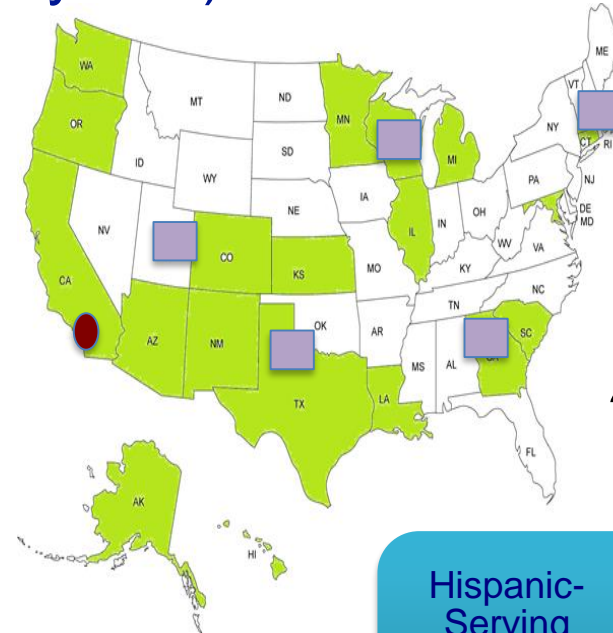 WA
ME
MT
ND
VT
OR
MN
ID
SD
NY
WY
MI
CT
RI
IA
PA
NJ
NE
OH
DE
NV
IL
IN
MD
CO
WV
VA
CA
KS
MO
KY
NC
TN
AZ
NM
OK
AR
SC
MS
AL
TX
LA
FL
AK
HI
Hispanic-
Serving